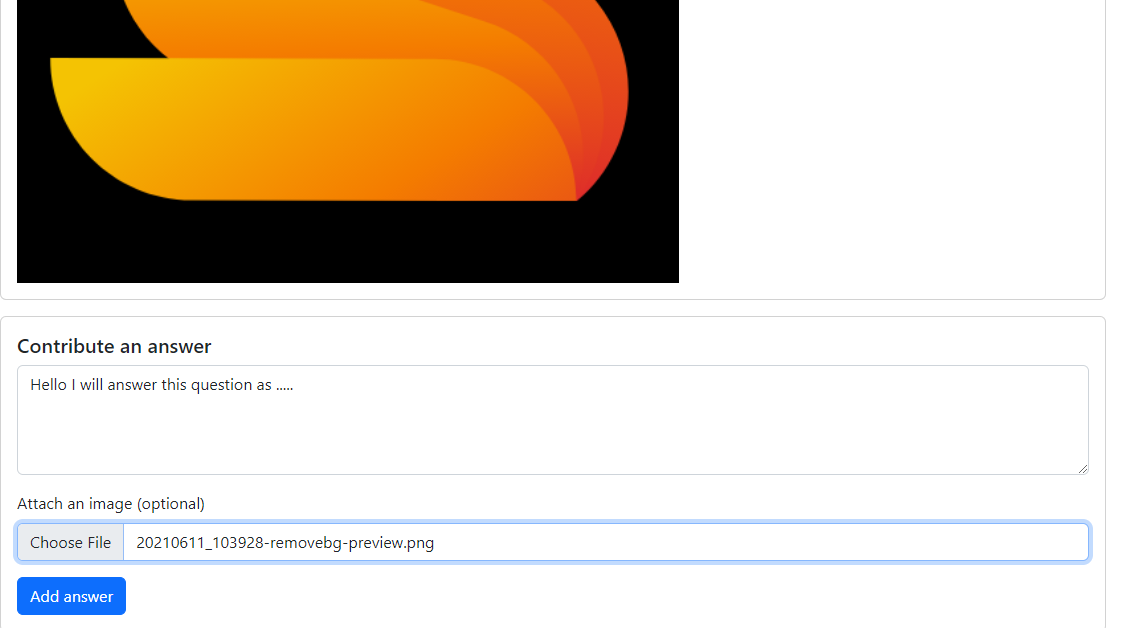 Contribute an answer
Hello I will answer this question as .....
Attach an image (optional)
Choose File 20210611_103928-removebg-preview.png
Add answer